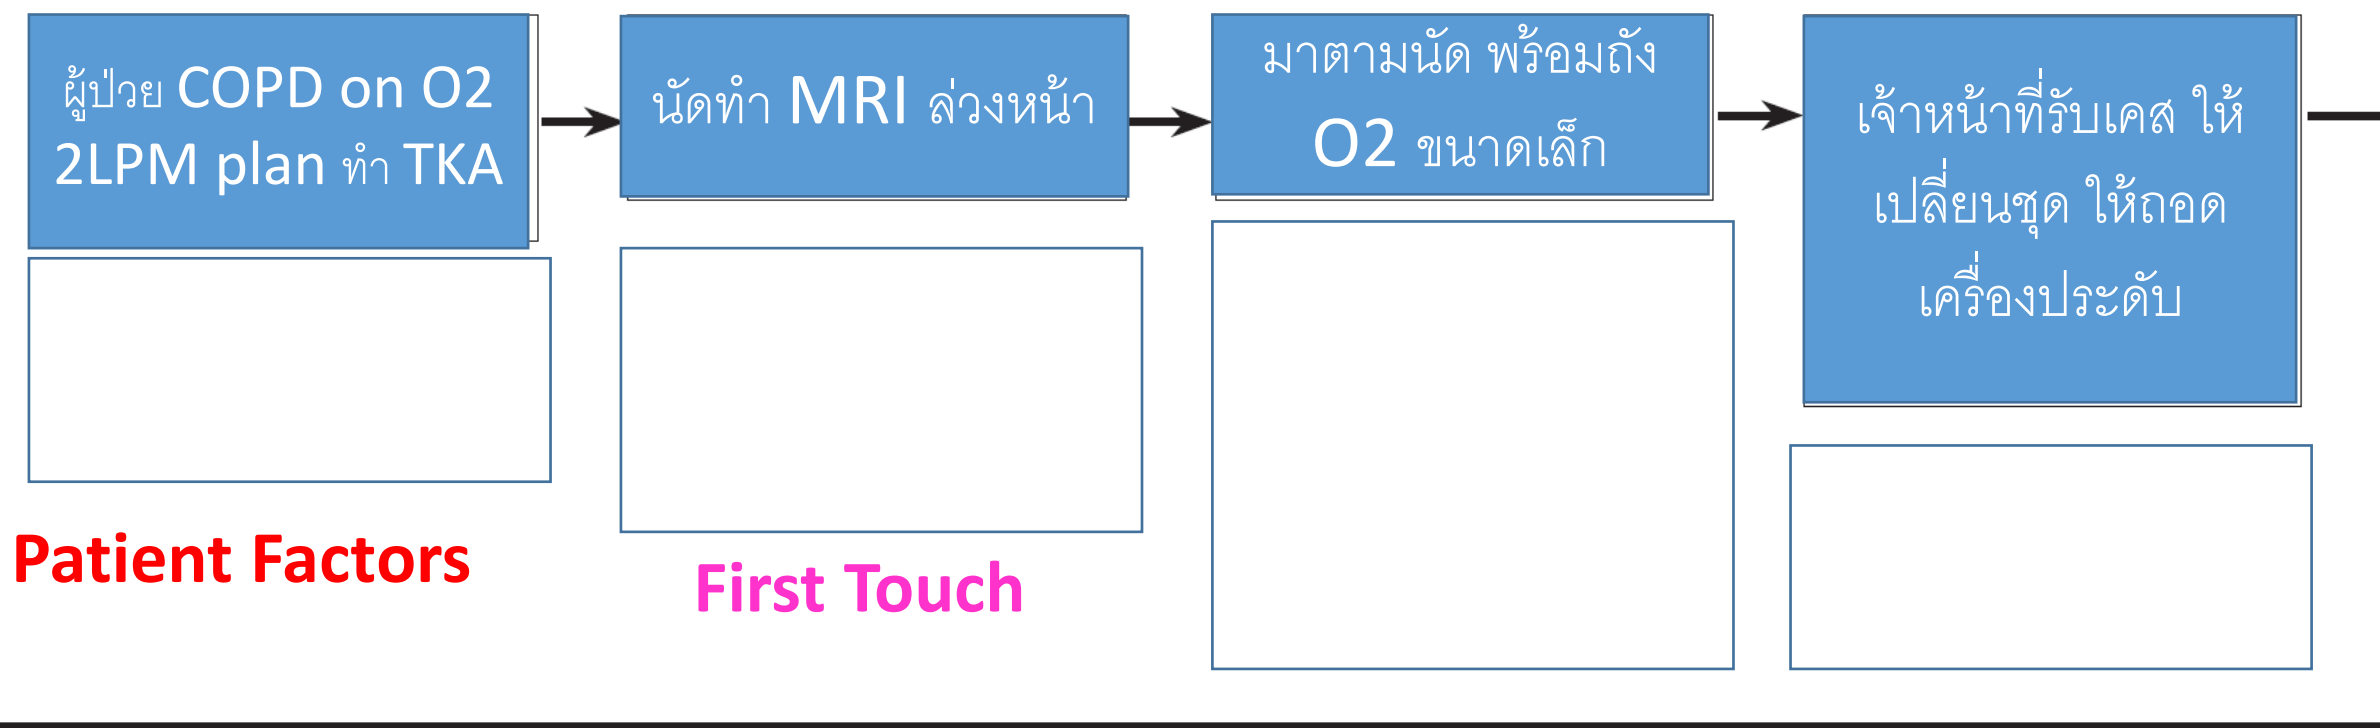 ผู้ป่วย COPD on O2
2LPM plan ทำ TKA
นัดทำ MRI ล่วงหน้า
มาตามนัด พร้อมถัง
O2 ขนาดเล็ก
เจ้าหน้าที่รับเคส ให้
เปลี่ยนชุด ให้ถอด
เครื่องประดับ
Patient Factors
First Touch